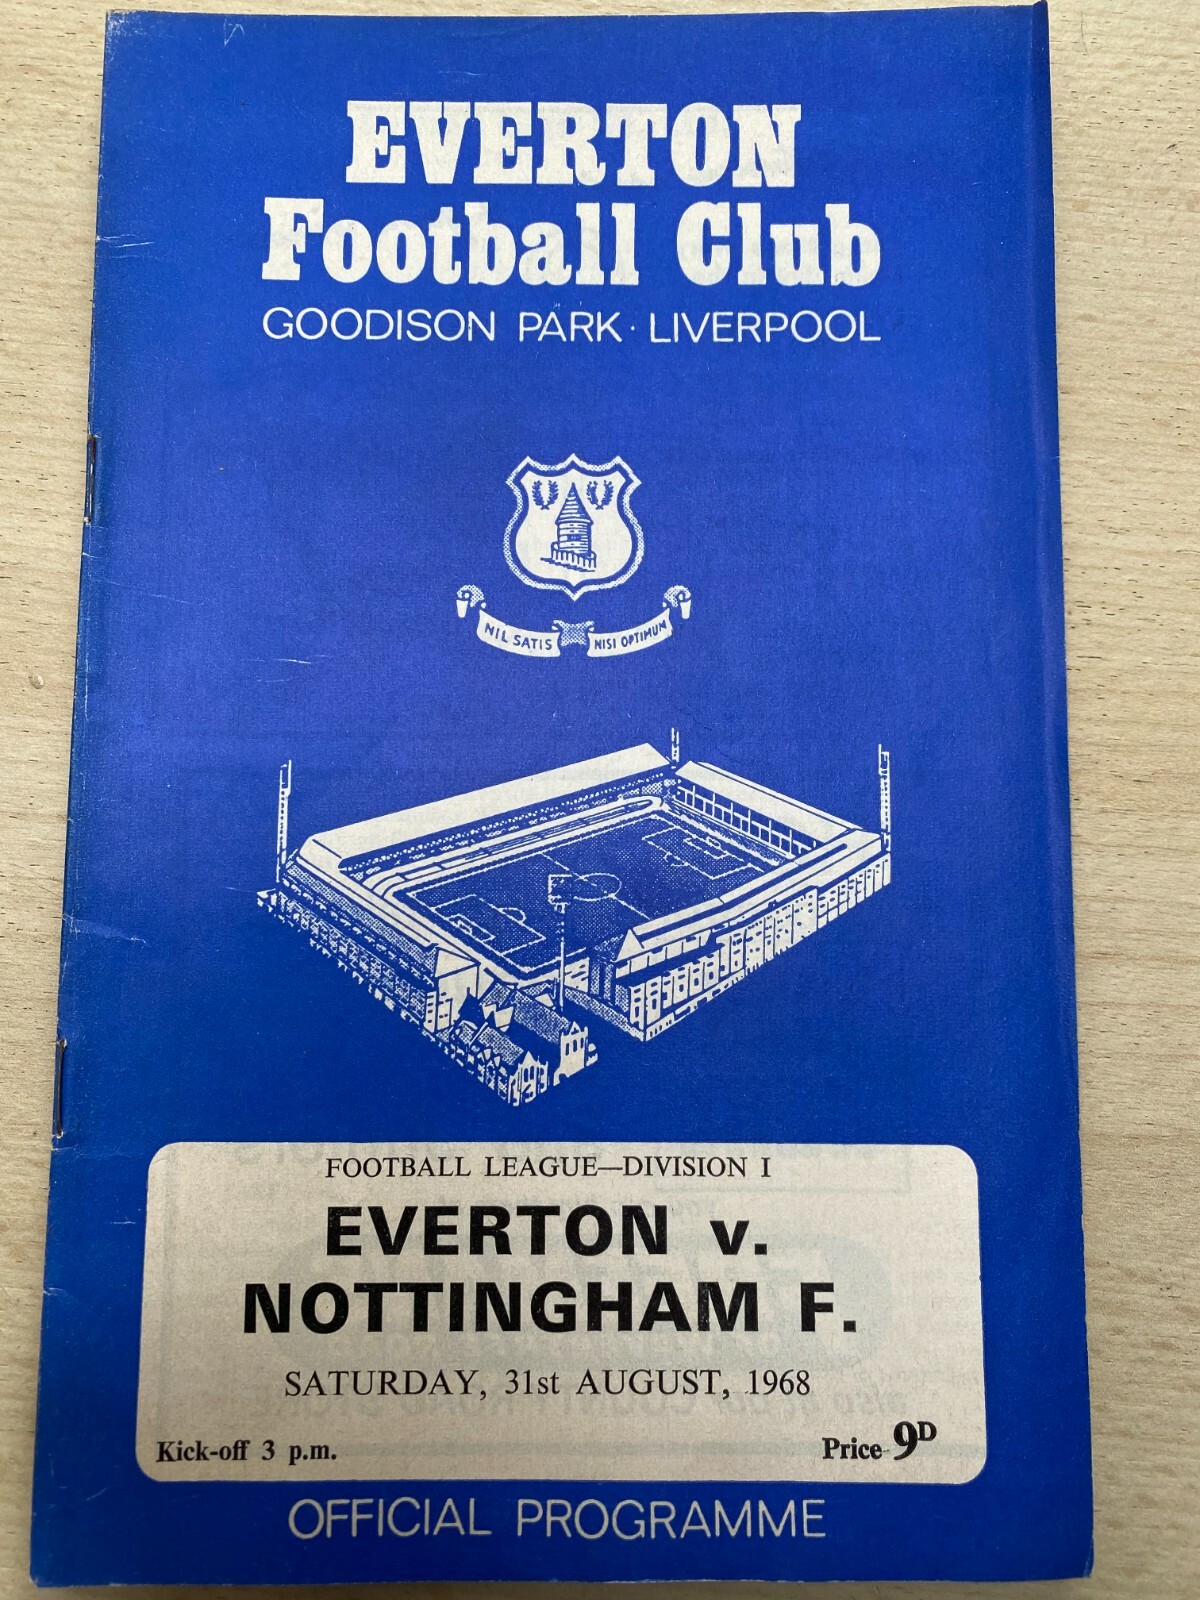 EVERTON
Football Club
GOODISON PARK · LIVERPOOL
NIL SATIS NISI OPTIMUM
FOOTBALL LEAGUE—DIVISION I
EVERTON v.
NOTTINGHAM F.
SATURDAY, 31st AUGUST, 1968
Kick-off 3 p.m. Price 9D
OFFICIAL PROGRAMME